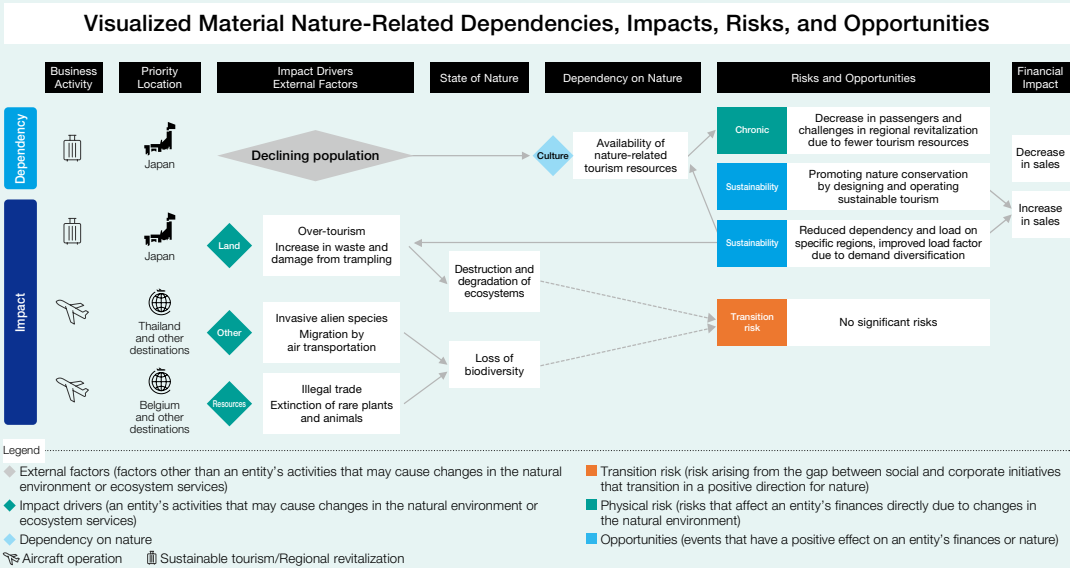 Visualized Material Nature-Related Dependencies, Impacts, Risks, and Opportunities
Business
Activity
Priority
Location
Impact Drivers
External Factors
State of Nature
Dependency on Nature
Risks and Opportunities
Financial
Impact
Dependency
Japan
Declining population
Culture
Availability of
nature-related
tourism resources
Chronic
Decrease in passengers and
challenges in regional revitalization
due to fewer tourism resources
Decrease
in sales
Sustainability
Promoting nature conservation
by designing and operating
sustainable tourism
Increase
in sales
Impact
Japan
Land
Over-tourism
Increase in waste and
damage from trampling
Destruction and
degradation of
ecosystems
Sustainability
Reduced dependency and load on
specific regions, improved load factor
due to demand diversification
Thailand
and other
destinations
Other
Invasive alien species
Migration by
air transportation
Loss of
biodiversity
Transition
risk
No significant risks
Belgium
and other
destinations
Resources
Illegal trade
Extinction of rare plants
and animals
Legend
External factors (factors other than an entity's activities that may cause changes in the natural
environment or ecosystem services)
Impact drivers (an entity's activities that may cause changes in the natural environment or
ecosystem services)
Dependency on nature
Aircraft operation
Sustainable tourism/Regional revitalization
Transition risk (risk arising from the gap between social and corporate initiatives
that transition in a positive direction for nature)
Physical risk (risks that affect an entity's finances directly due to changes in
the natural environment)
Opportunities (events that have a positive effect on an entity's finances or nature)